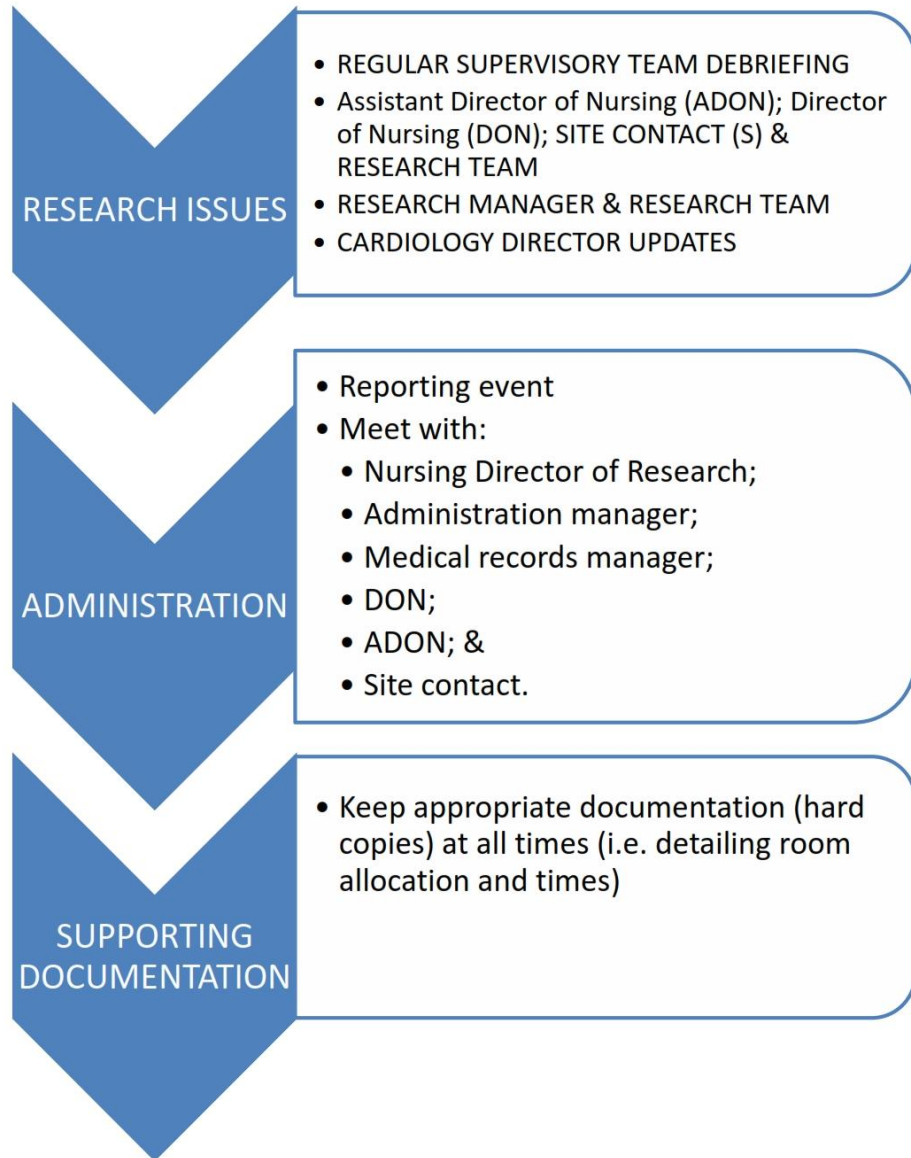 RESEARCH ISSUES
• REGULAR SUPERVISORY TEAM DEBRIEFING
• Assistant Director of Nursing (ADON); Director
of Nursing (DON); SITE CONTACT (S) &
RESEARCH TEAM
• RESEARCH MANAGER & RESEARCH TEAM
• CARDIOLOGY DIRECTOR UPDATES
ADMINISTRATION
• Reporting event
• Meet with:
• Nursing Director of Research;
• Administration manager;
• Medical records manager;
• DON;
• ADON; &
• Site contact.
SUPPORTING
DOCUMENTATION
• Keep appropriate documentation (hard
copies) at all times (i.e. detailing room
allocation and times)